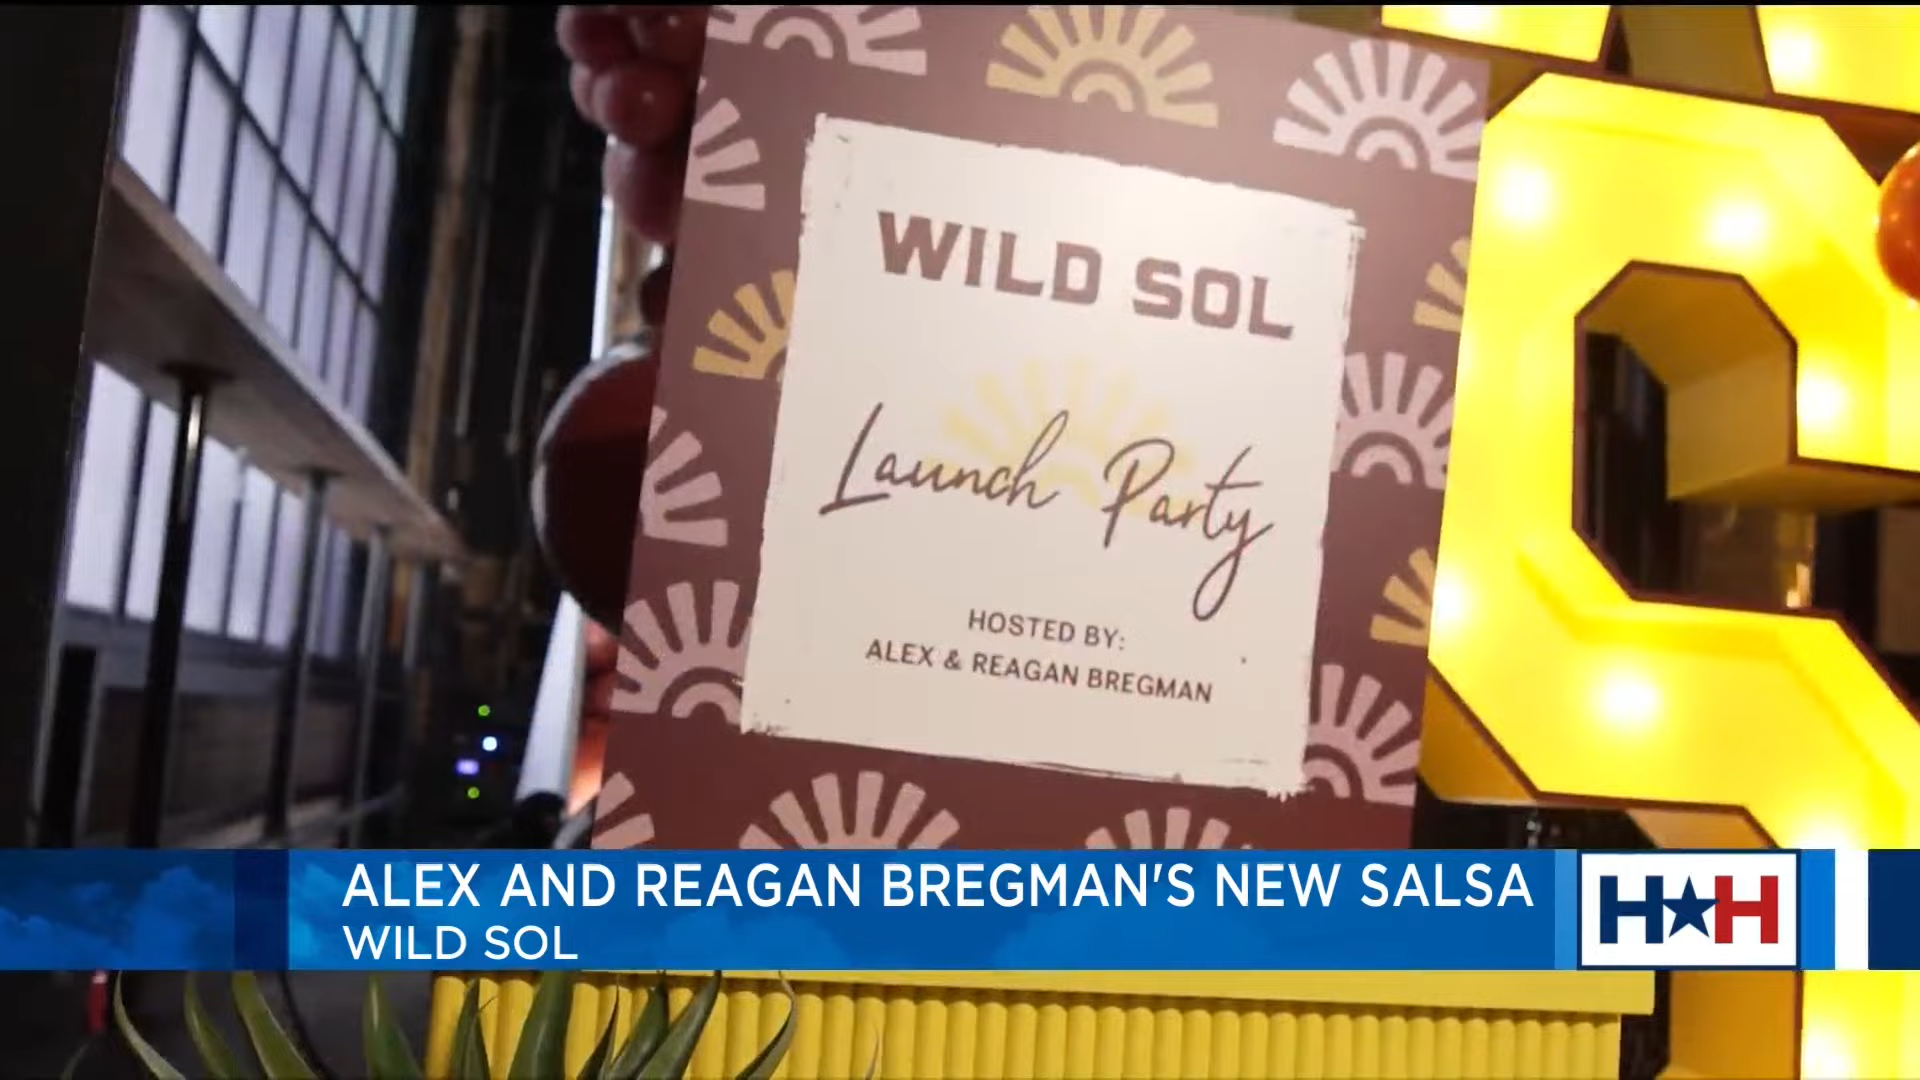 WILD SOL
Launch Party
HOSTED BY:
ALEX & REAGAN BREGMAN
S
ALEX AND REAGAN BREGMAN'S NEW SALSA
WILD SOL
H★H